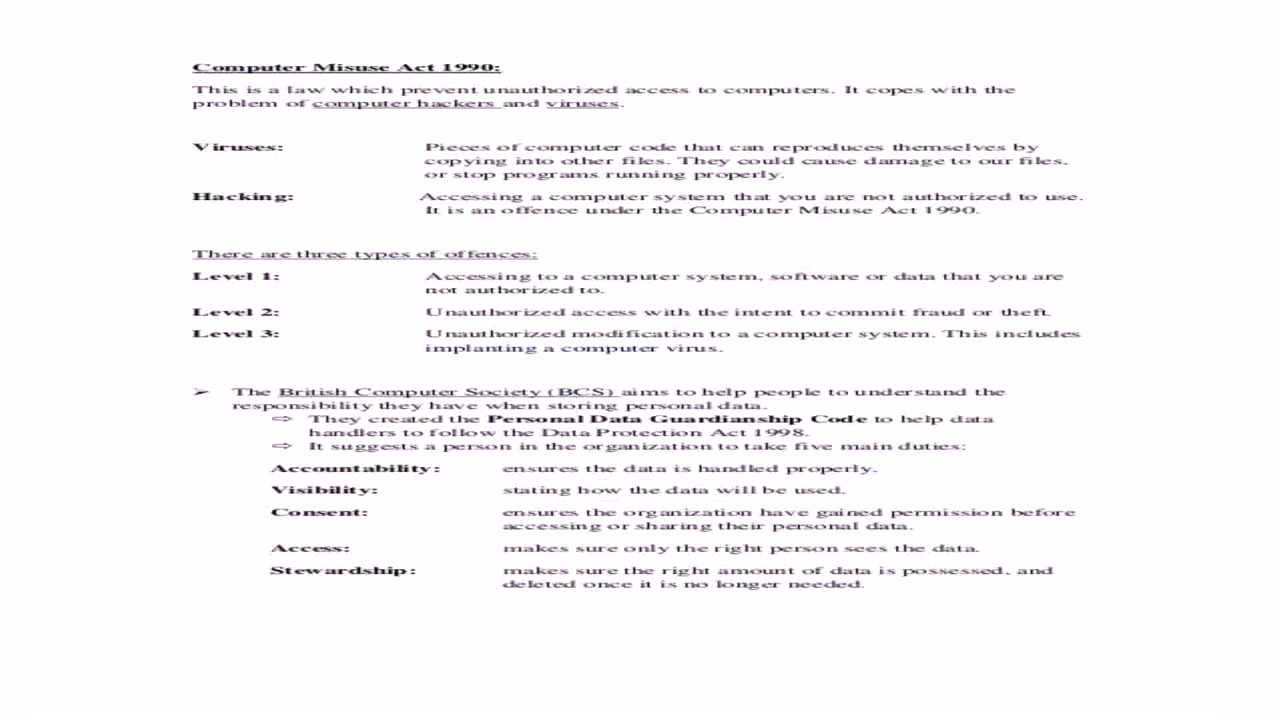 Computer Misuse Act 1990:
This is a law which prevent unauthorized access to computers. It copes with the
problem of computer hackers and viruses.
Viruses: Pieces of computer code that can reproduces themselves by
copying into other files. They could cause damage to our files,
or stop programs running properly.
Hacking: Accessing a computer system that you are not authorized to use.
It is an offence under the Computer Misuse Act 1990.
There are three types of offences:
Level 1: Accessing to a computer system, software or data that you are
not authorized to.
Level 2: Unauthorized access with the intent to commit fraud or theft.
Level 3: Unauthorized modification to a computer system. This includes
implanting a computer virus.
➢ The British Computer Society (BCS) aims to help people to understand the
responsibility they have when storing personal data.
⇨ They created the Personal Data Guardianship Code to help data
handlers to follow the Data Protection Act 1998.
⇨ It suggests a person in the organization to take five main duties:
Accountability: ensures the data is handled properly.
Visibility: stating how the data will be used.
Consent: ensures the organization have gained permission before
accessing or sharing their personal data.
Access: makes sure only the right person sees the data.
Stewardship: makes sure the right amount of data is possessed, and
deleted once it is no longer needed.